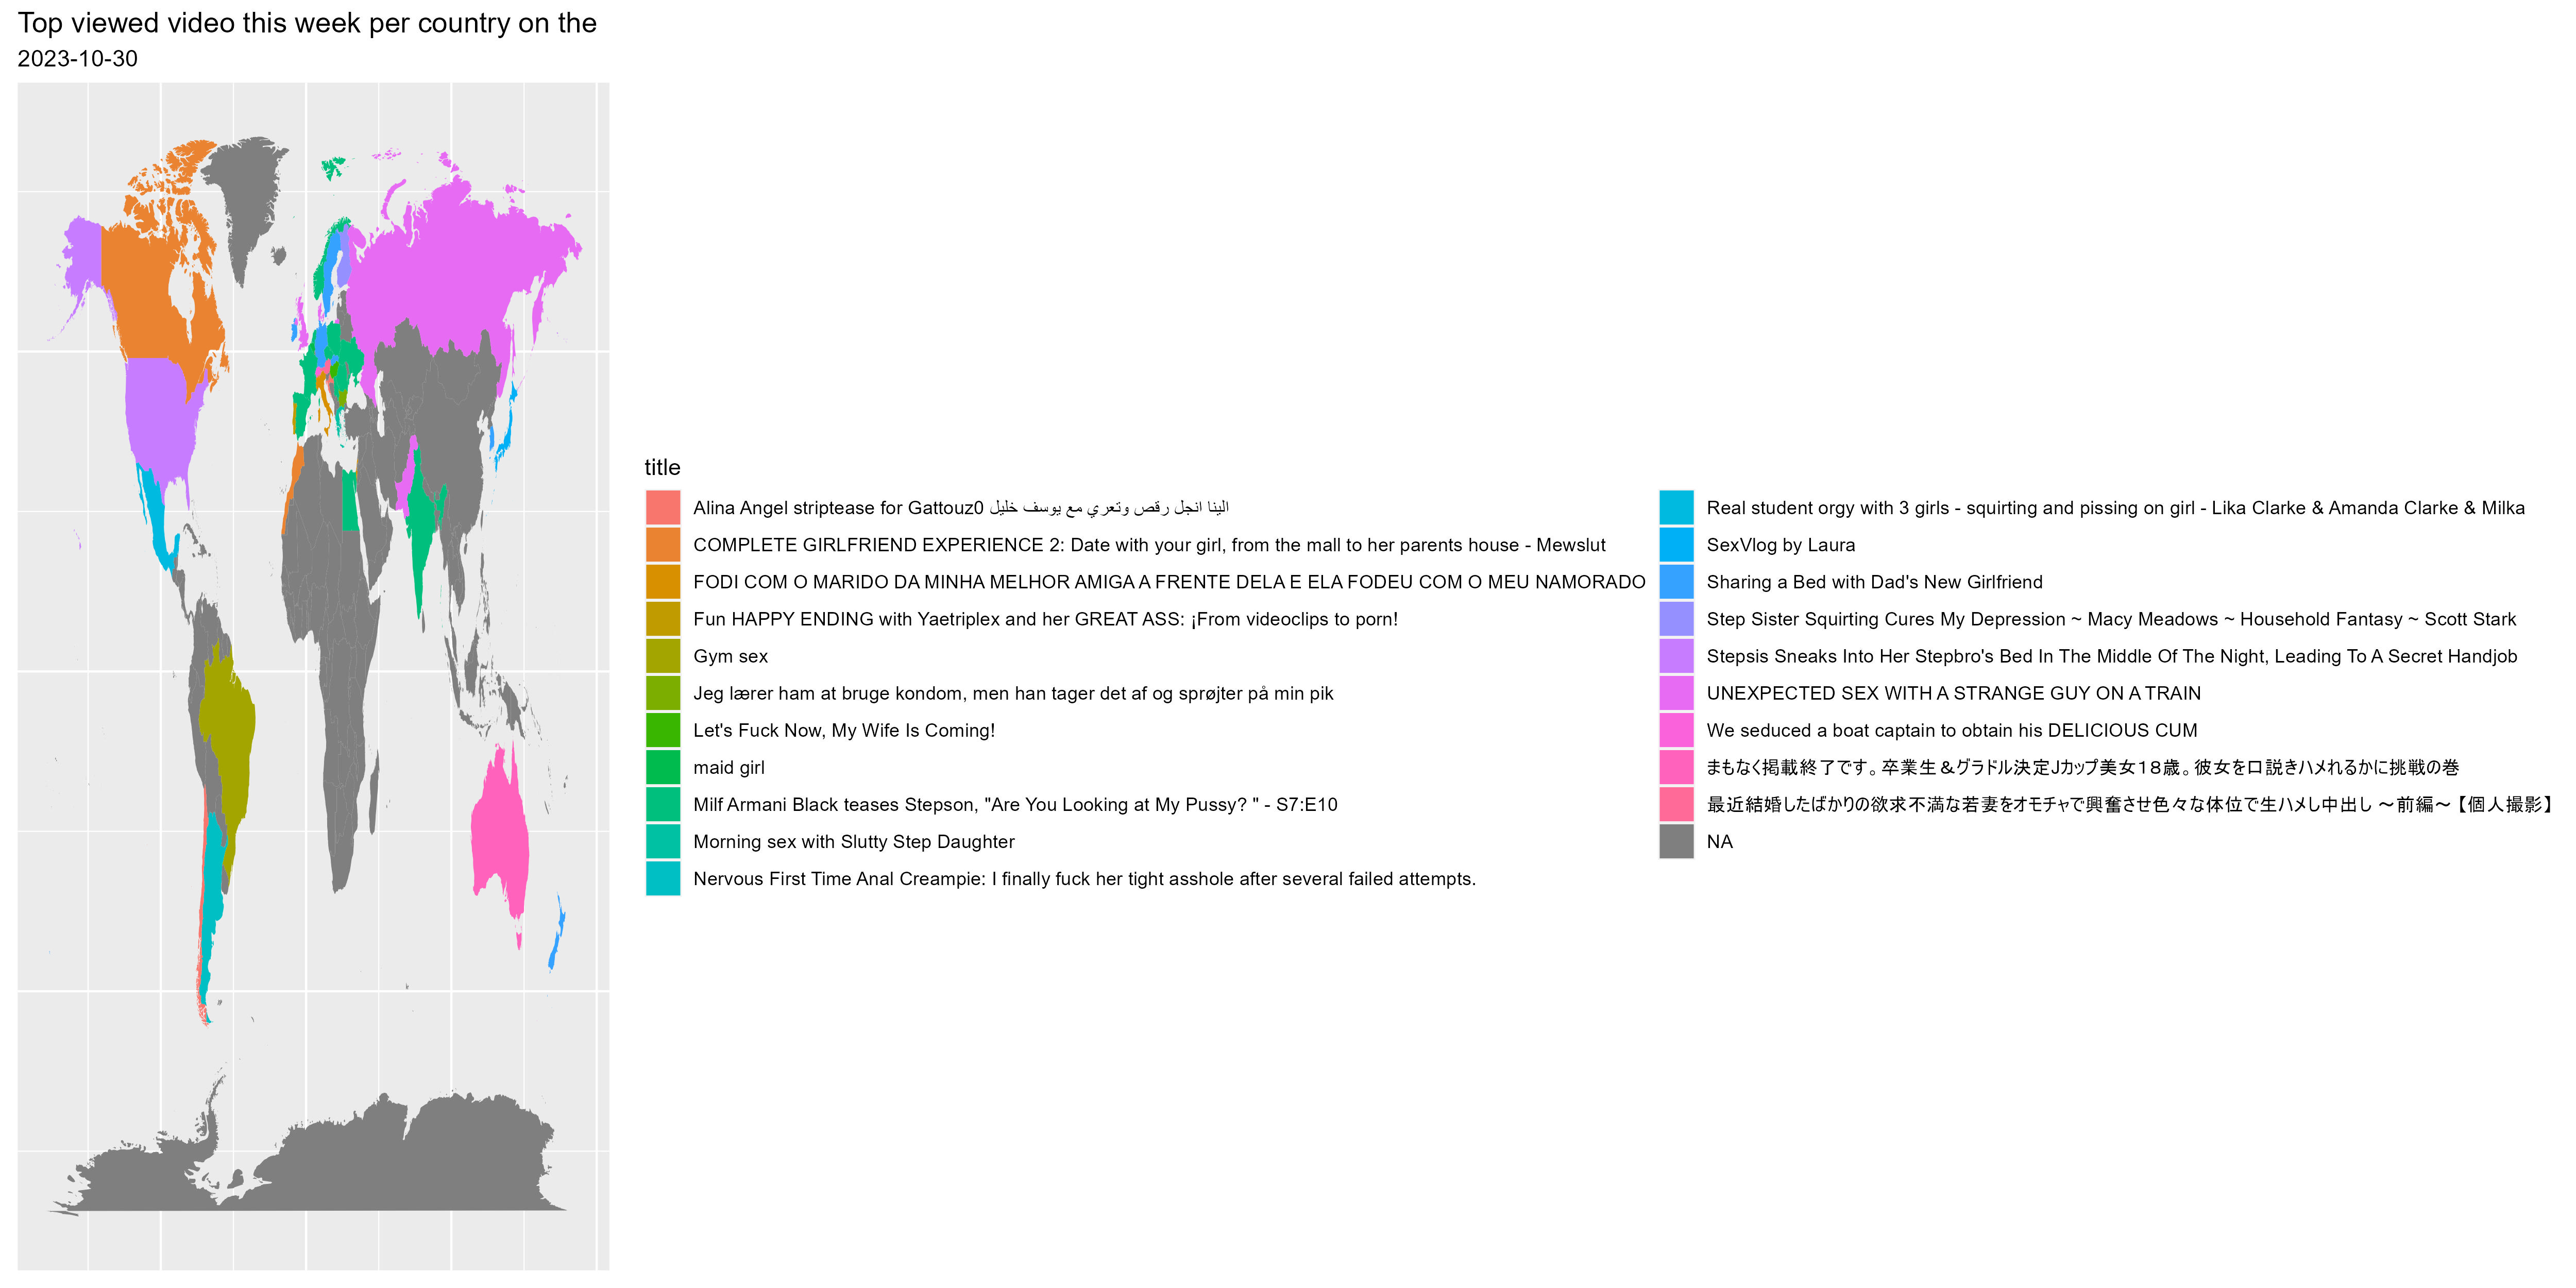 Top viewed video this week per country on the
2023-10-30
title
Alina Angel striptease for Gattouz0 الينا انجل رقص وتعري مع يوسف خليل
COMPLETE GIRLFRIEND EXPERIENCE 2: Date with your girl, from the mall to her parents house - Mewslut
FODI COM O MARIDO DA MINHA MELHOR AMIGA A FRENTE DELA E ELA FODEU COM O MEU NAMORADO
Fun HAPPY ENDING with Yaetriplex and her GREAT ASS: ¡From videoclips to porn!
Gym sex
Jeg lærer ham at bruge kondom, men han tager det af og sprøjter på min pik
Let's Fuck Now, My Wife Is Coming!
maid girl
Milf Armani Black teases Stepson, "Are You Looking at My Pussy? " - S7:E10
Morning sex with Slutty Step Daughter
Nervous First Time Anal Creampie: I finally fuck her tight asshole after several failed attempts.
Real student orgy with 3 girls - squirting and pissing on girl - Lika Clarke & Amanda Clarke & Milka
SexVlog by Laura
Sharing a Bed with Dad's New Girlfriend
Step Sister Squirting Cures My Depression ~ Macy Meadows ~ Household Fantasy ~ Scott Stark
Stepsis Sneaks Into Her Stepbro's Bed In The Middle Of The Night, Leading To A Secret Handjob
UNEXPECTED SEX WITH A STRANGE GUY ON A TRAIN
We seduced a boat captain to obtain his DELICIOUS CUM
まもなく掲載終了です。卒業生＆グラドル決定Jカップ美女１８歳。彼女を口説きハメれるかに挑戦の巻
最近結婚したばかりの欲求不満な若妻をオモチャで興奮させ色々な体位で生ハメし中出し ～前編～【個人撮影】
NA